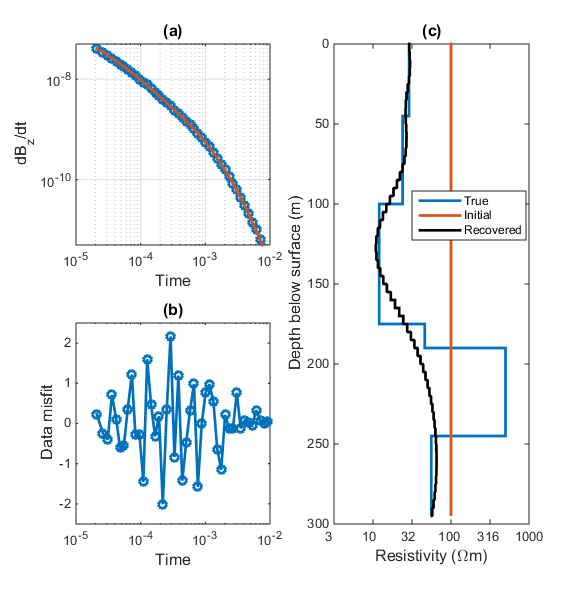 (a)
10^-8
10^-10
dB_z/dt
10^-5 10^-4 10^-3 10^-2
Time
(b)
2
1
0
-1
-2
Data misfit
10^-5 10^-4 10^-3 10^-2
Time
(c)
0
50
100
150
200
250
300
Depth below surface (m)
True
Initial
Recovered
3 10 32 100 316 1000
Resistivity (Ωm)